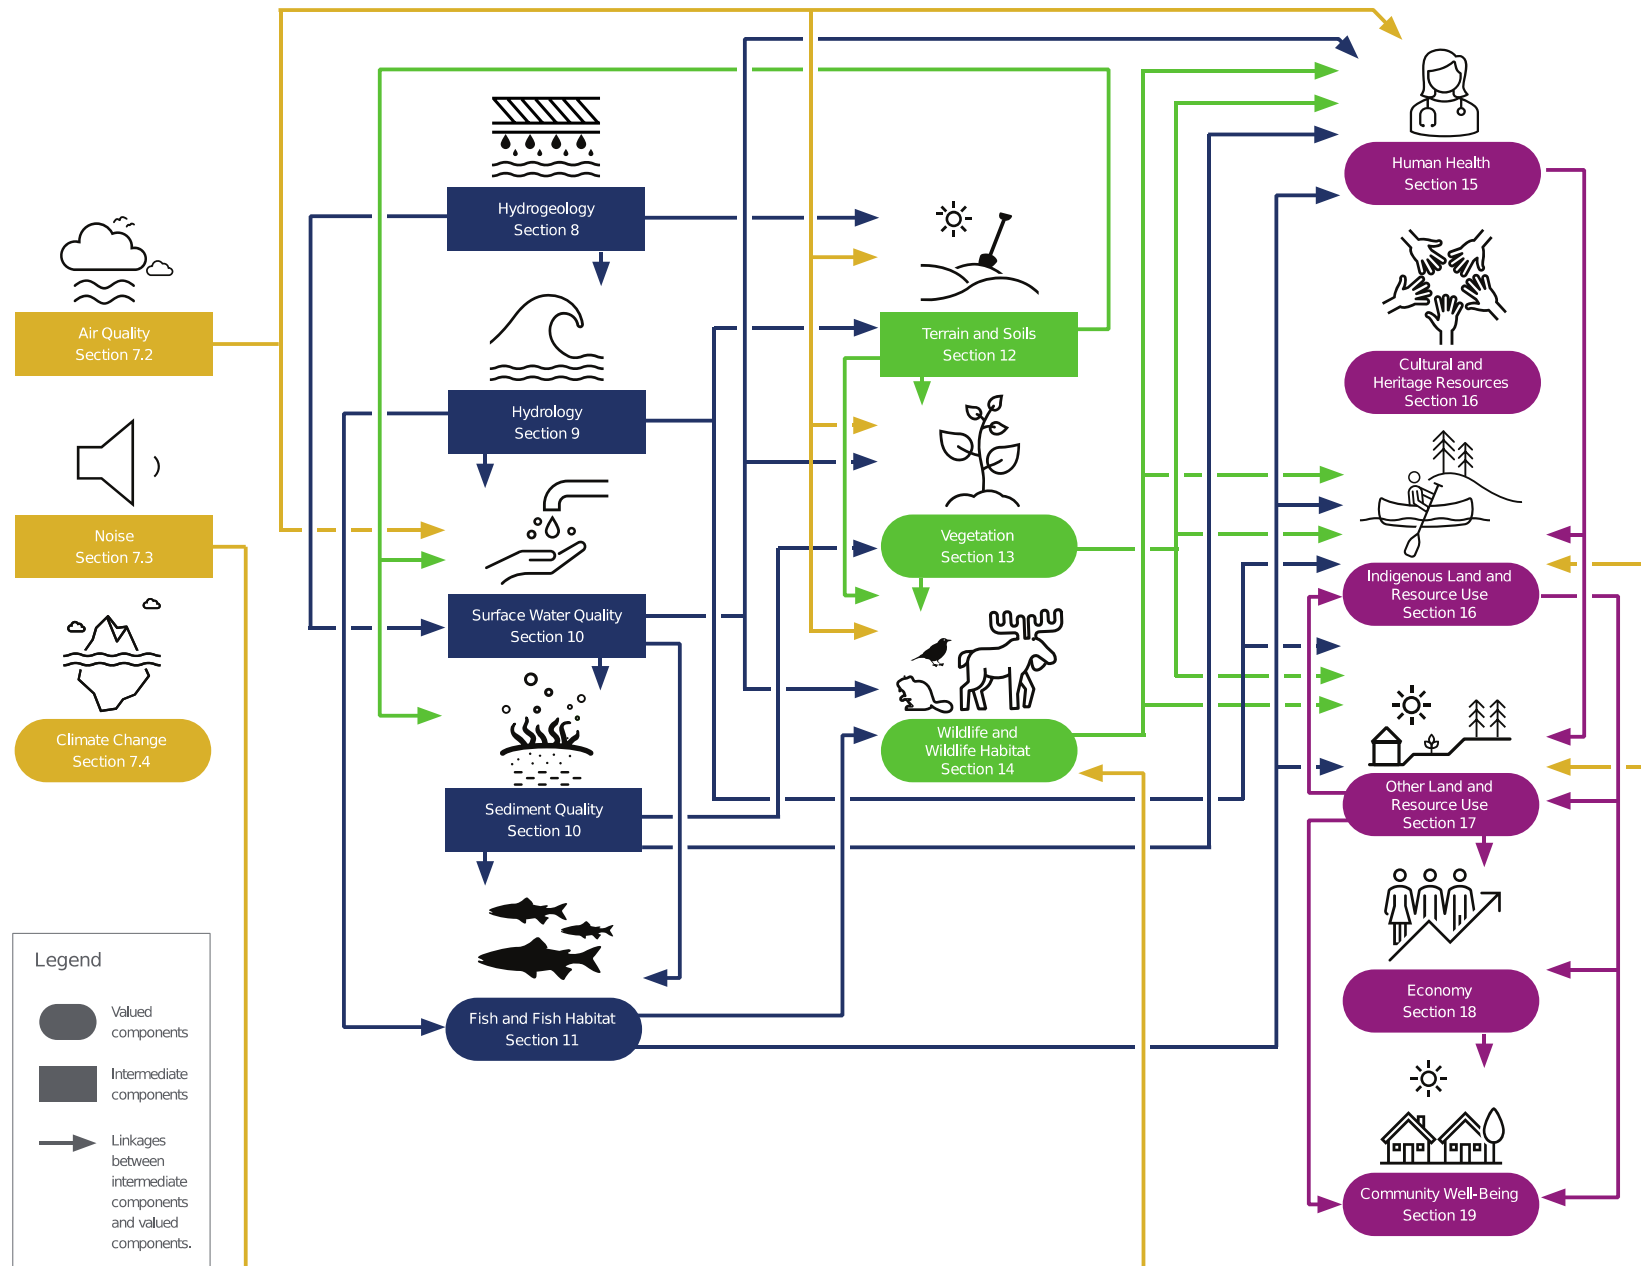 Air Quality
Section 7.2
Noise
Section 7.3
Climate Change
Section 7.4
Legend
Valued
components
Intermediate
components
Linkages
between
intermediate
components
and valued
components.
Hydrogeology
Section 8
Hydrology
Section 9
Surface Water Quality
Section 10
Sediment Quality
Section 10
Fish and Fish Habitat
Section 11
Terrain and Soils
Section 12
Vegetation
Section 13
Wildlife and
Wildlife Habitat
Section 14
Human Health
Section 15
Cultural and
Heritage Resources
Section 16
Indigenous Land and
Resource Use
Section 16
Other Land and
Resource Use
Section 17
Economy
Section 18
Community Well-Being
Section 19